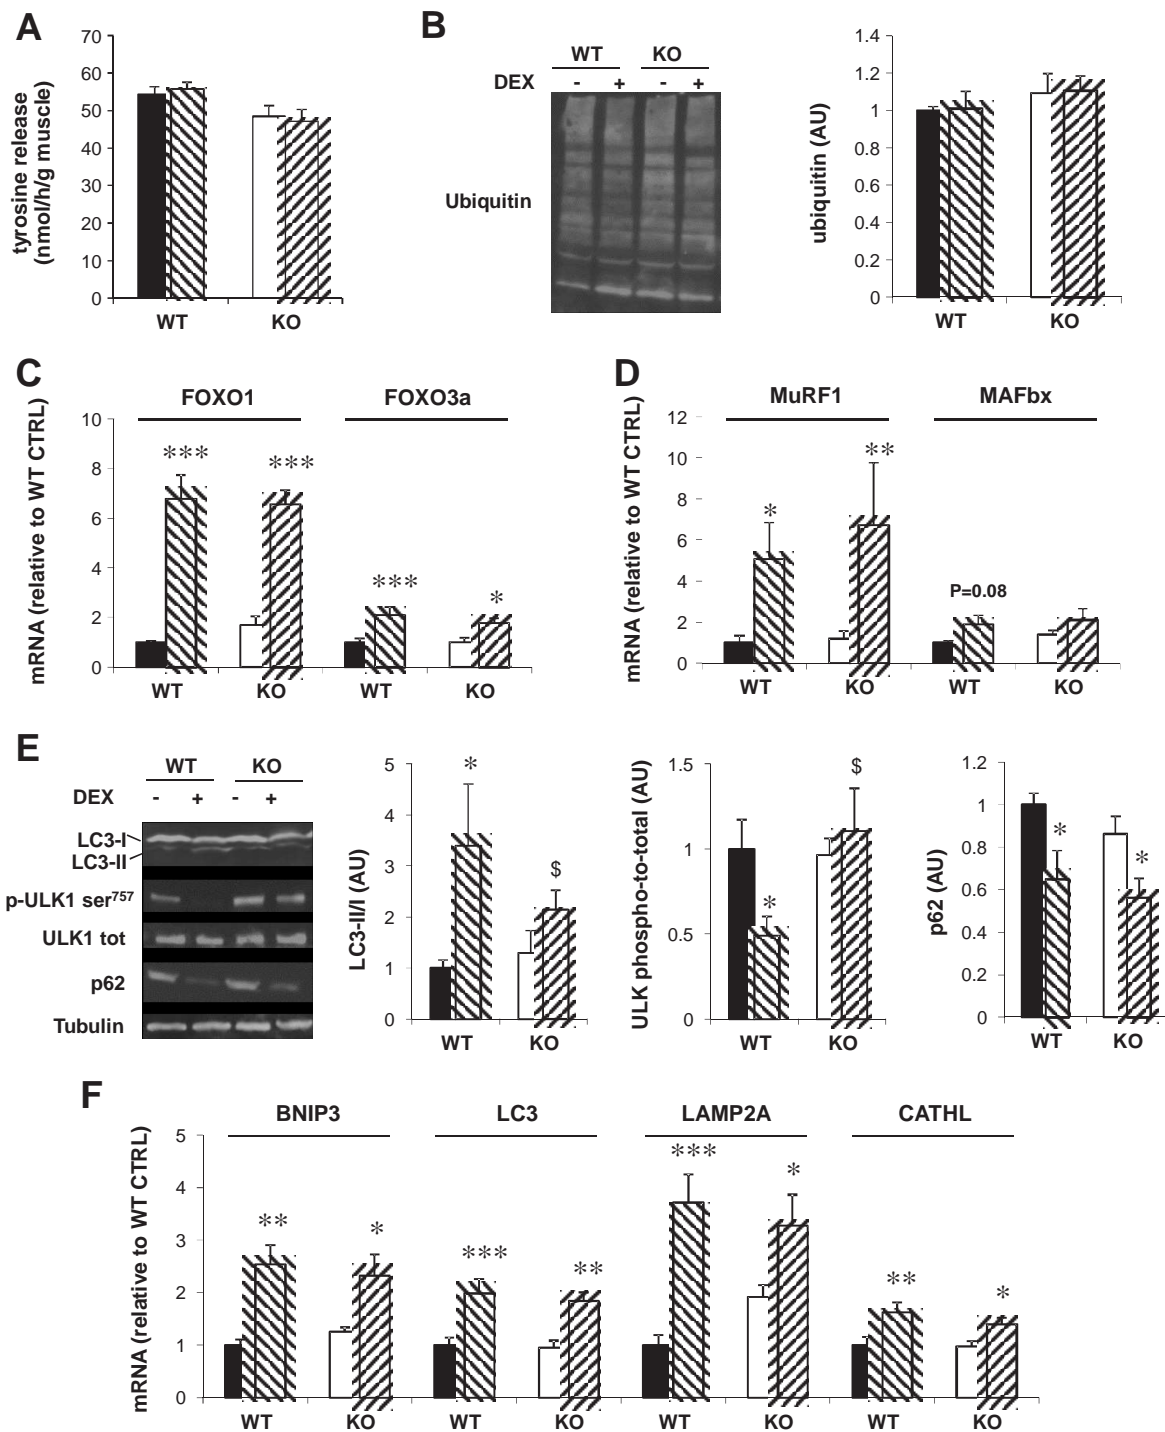 A
tyrosine release
(nmol/h/g muscle)
70
60
50
40
30
20
10
0
WT
KO
B
WT
KO
DEX
-
+
-
+
Ubiquitin
ubiquitin (AU)
1.4
1.2
1
0.8
0.6
0.4
0.2
0
WT
KO
C
mRNA (relative to WT CTRL)
FOXO1
FOXO3a
10
8
6
4
2
0
***
***
***
*
WT
KO
WT
KO
D
mRNA (relative to WT CTRL)
MuRF1
MAFbx
12
10
8
6
4
2
0
*
**
P=0.08
WT
KO
WT
KO
E
WT
KO
DEX
-
+
-
+
LC3-I
LC3-II
p-ULK1 ser757
ULK1 tot
p62
Tubulin
LC3-II/I (AU)
5
4
3
2
1
0
*
$
WT
KO
ULK phospho-to-total (AU)
1.5
1
0.5
0
*
$
WT
KO
p62 (AU)
1.2
1
0.8
0.6
0.4
0.2
0
*
*
WT
KO
F
mRNA (relative to WT CTRL)
BNIP3
LC3
LAMP2A
CATHL
5
4
3
2
1
0
**
*
***
**
***
*
**
*
WT
KO
WT
KO
WT
KO
WT
KO